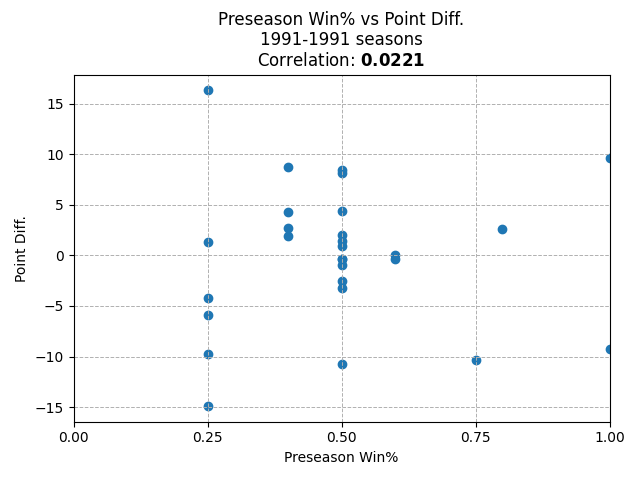 Preseason Win% vs Point Diff.
1991-1991 seasons
Correlation: 0.0221
15
10
5
0
−5
−10
−15
Point Diff.
0.00 0.25 0.50 0.75 1.00
Preseason Win%